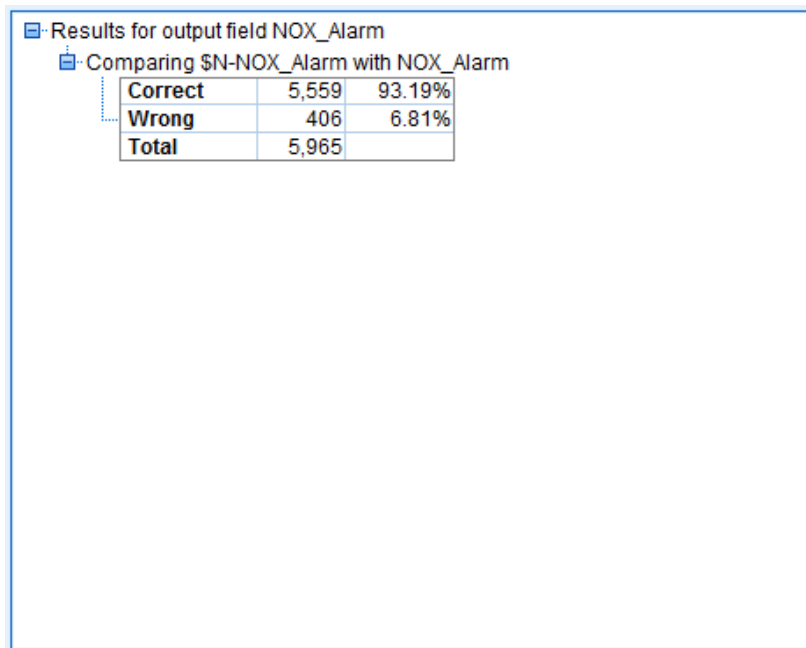 Results for output field NOX_Alarm
Comparing $N-NOX_Alarm with NOX_Alarm
Correct 5,559 93.19%
Wrong 406 6.81%
Total 5,965